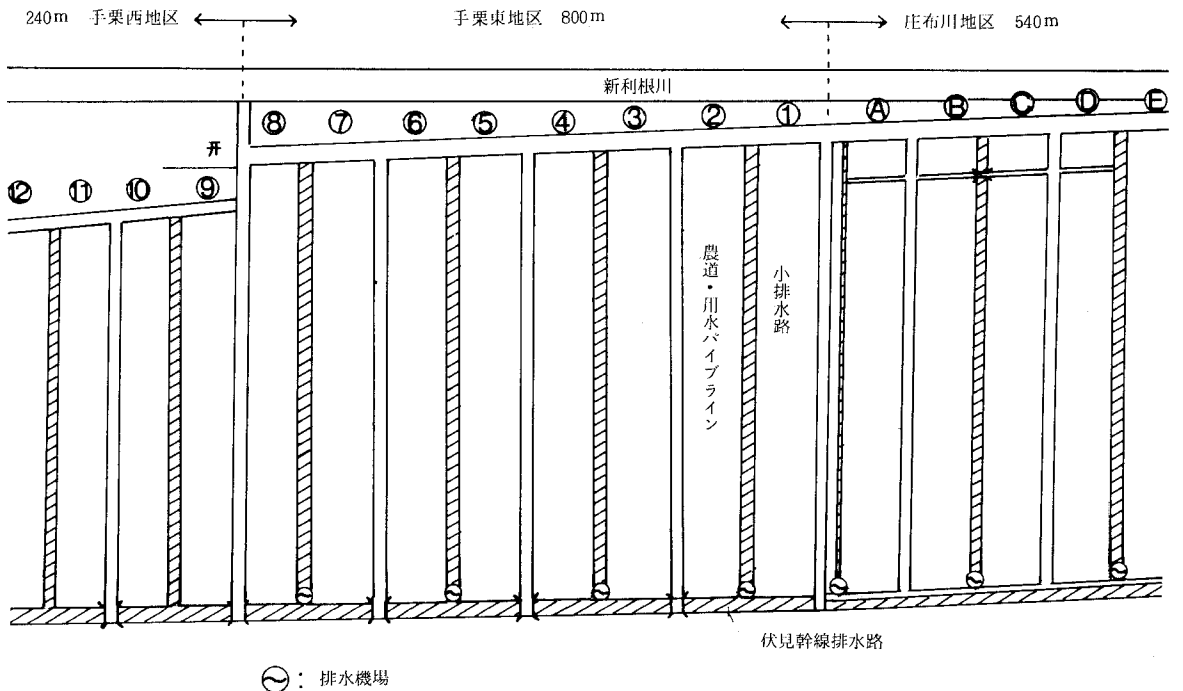 240m 手栗西地区
手栗東地区 800m
庄布川地区 540m
新利根川
⑧ ⑦ ⑥ ⑤ ④ ③ ② ① Ⓐ Ⓑ Ⓒ Ⓓ Ⓔ
⑫ ⑪ ⑩ ⑨
小排水路
農道・川水パイプライン
伏見幹線排水路
：排水機場